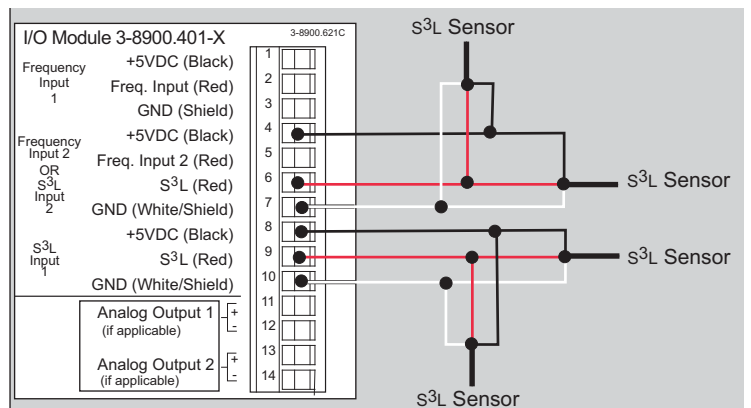 I/O Module 3-8900.401-X
3-8900.621C
Frequency
Input
1
+5VDC (Black)
1
Freq. Input (Red)
2
GND (Shield)
3
Frequency
Input 2
OR
S³L
Input
2
+5VDC (Black)
4
Freq. Input 2 (Red)
5
S³L (Red)
6
GND (White/Shield)
7
S³L
Input
1
+5VDC (Black)
8
S³L (Red)
9
GND (White/Shield)
10
Analog Output 1
(if applicable)
+
-
11
12
Analog Output 2
(if applicable)
+
-
13
14
S³L Sensor
S³L Sensor
S³L Sensor
S³L Sensor